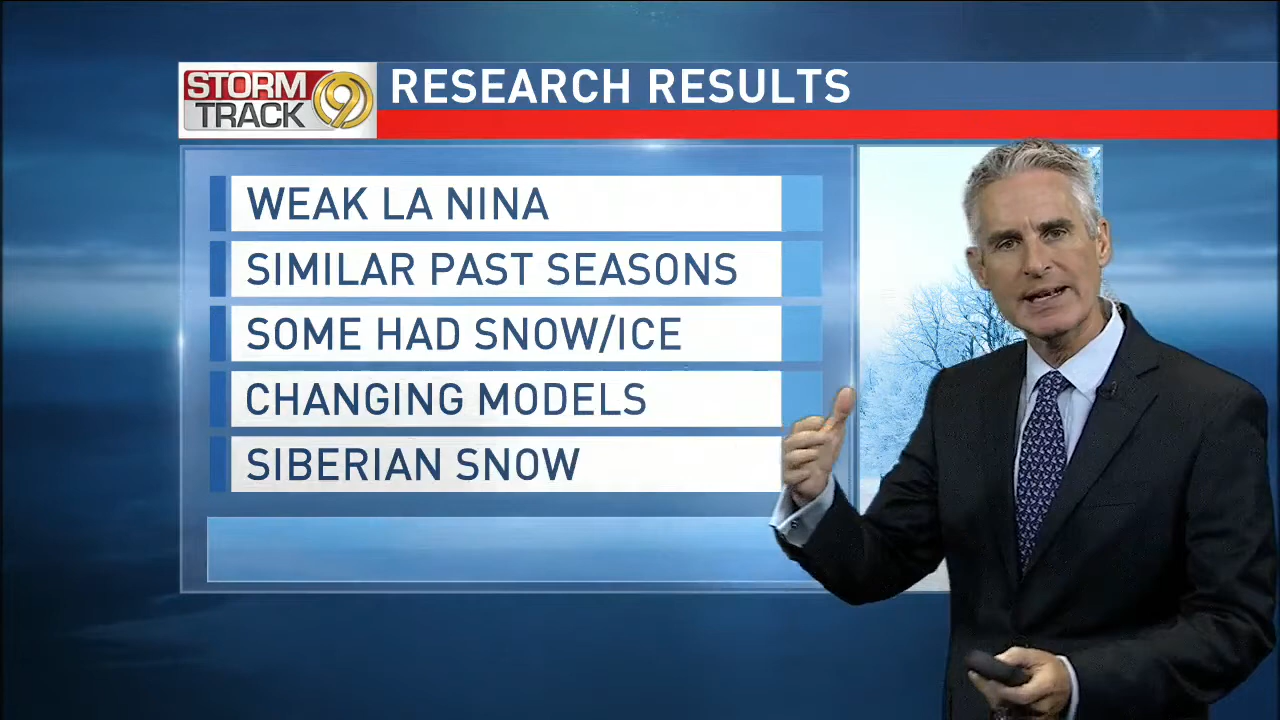 STORM
TRACK 9
RESEARCH RESULTS
WEAK LA NINA
SIMILAR PAST SEASONS
SOME HAD SNOW/ICE
CHANGING MODELS
SIBERIAN SNOW